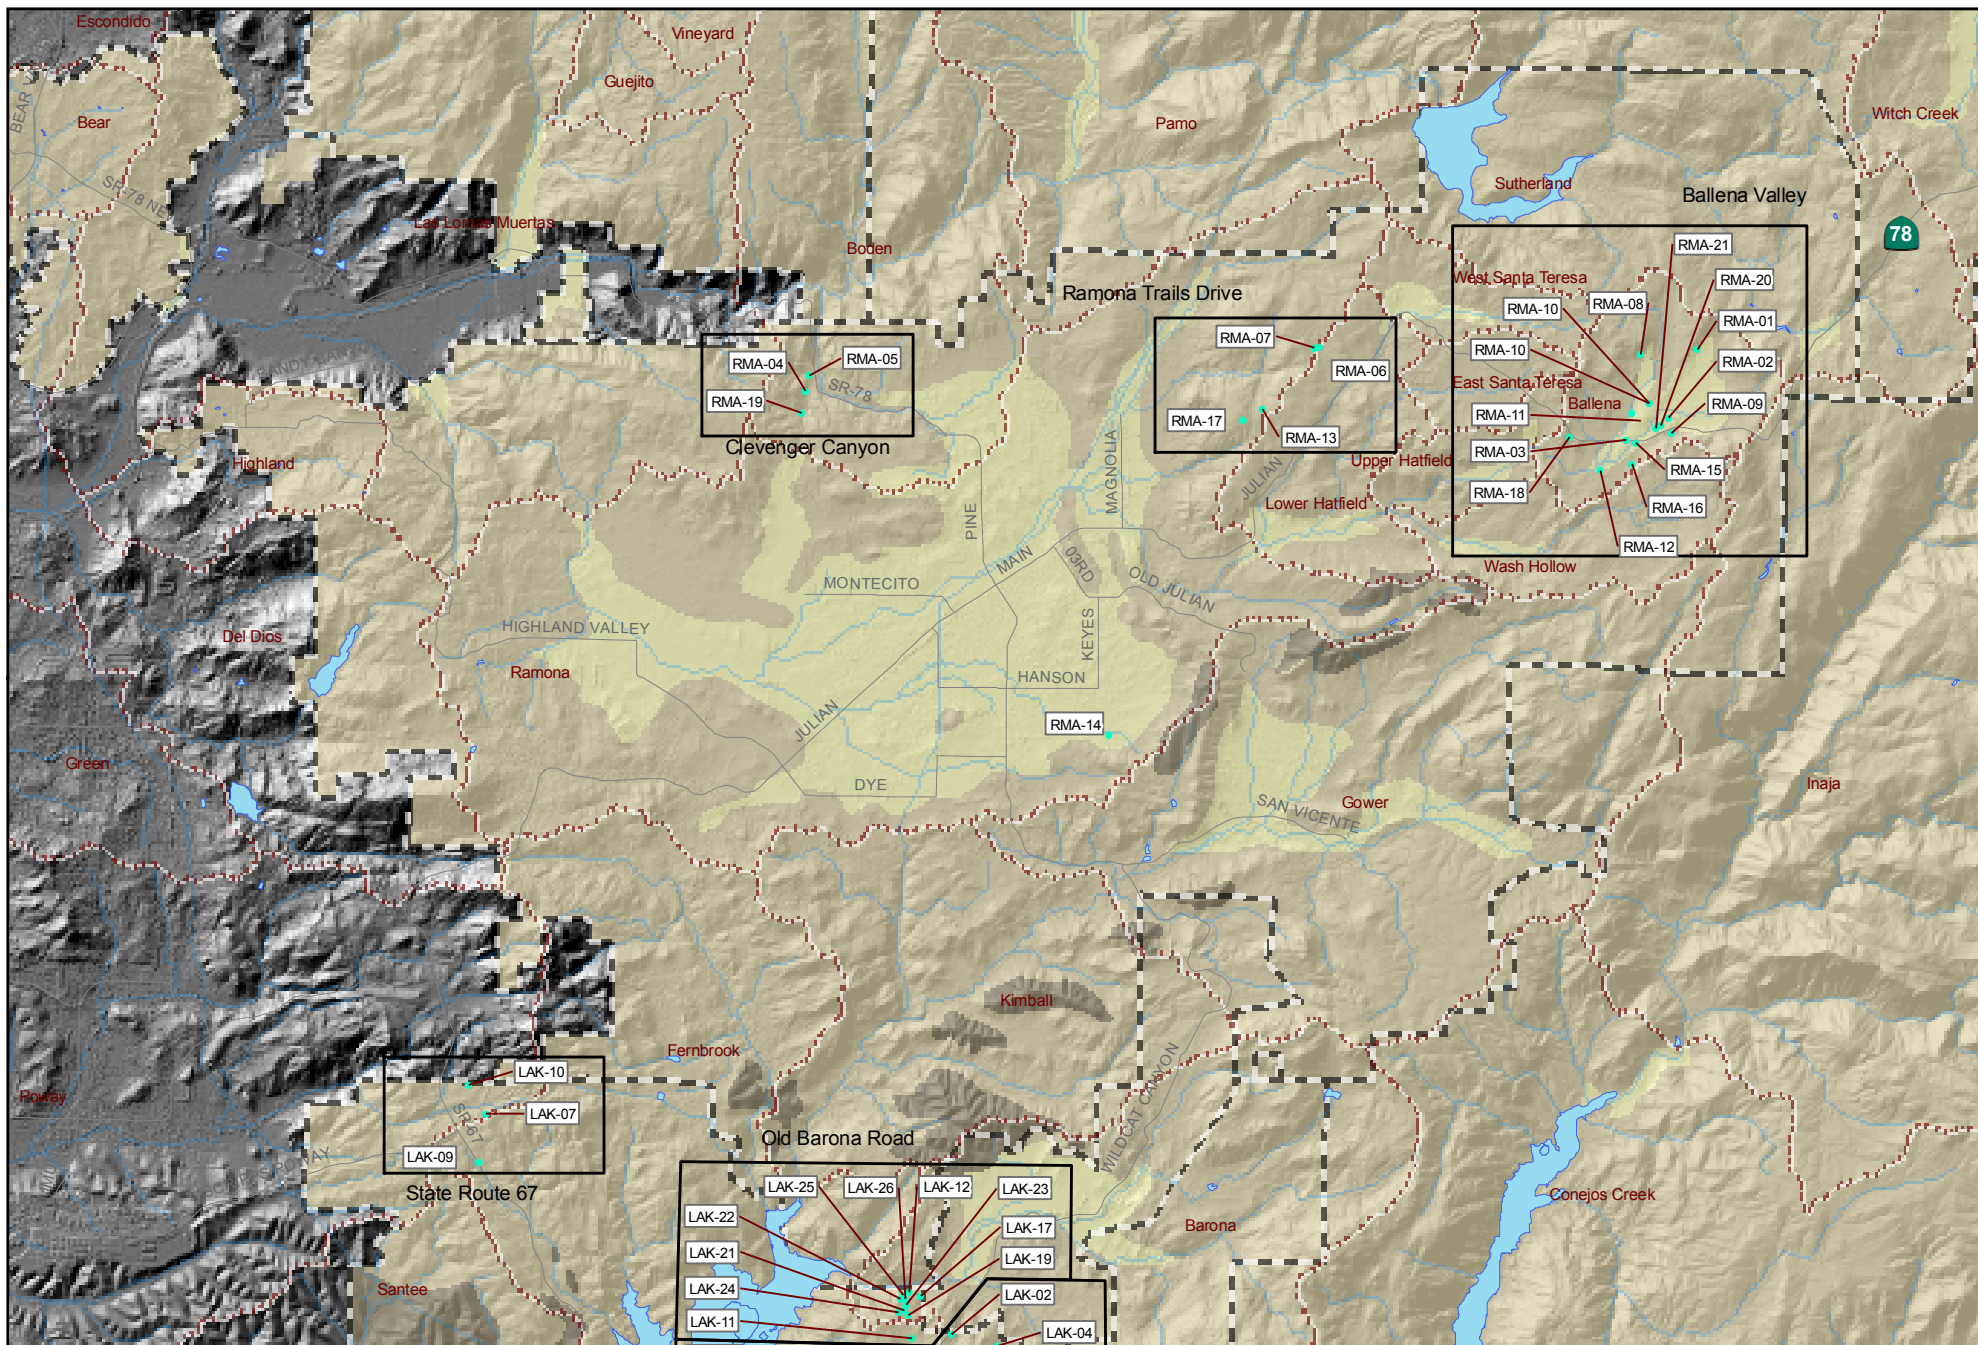 Escondido
Vineyard
Guejito
BEAR
Bear
Pamo
Witch Creek
SR-78 NE
Sutherland
Ballena Valley
Las Lomas Muertas
78
Boden
RMA-21
West Santa Teresa
RMA-20
Ramona Trails Drive
RMA-08
RMA-10
RMA-01
RMA-07
RMA-10
RMA-02
RMA-04
RMA-05
RMA-06
SR-78
East Santa Teresa
RMA-19
Ballena
RMA-09
RMA-11
RMA-17
RMA-13
Clevenger Canyon
RMA-03
Highland
MAGNOLIA
JULIAN
Upper Hatfield
RMA-15
RMA-18
Lower Hatfield
RMA-16
PINE
RMA-12
MAIN
03RD
Wash Hollow
MONTECITO
OLD JULIAN
HIGHLAND VALLEY
KEYES
Del Dios
Ramona
HANSON
JULIAN
RMA-14
Green
DYE
Inaja
SAN VICENTE
Gower
Kimball
Fernbrook
WILDCAT CANYON
LAK-10
Poway
LAK-07
SR-67
Old Barona Road
LAK-09
POWAY
State Route 67
LAK-25
LAK-26
LAK-12
LAK-23
Conejos Creek
LAK-22
LAK-17
Barona
LAK-21
LAK-19
Santee
LAK-24
LAK-02
LAK-11
LAK-04